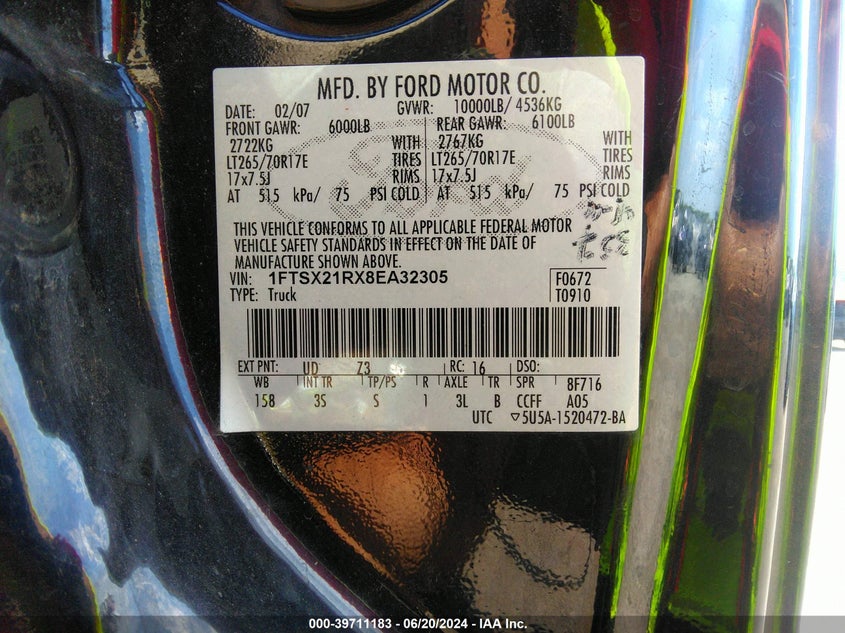 MFD. BY FORD MOTOR CO.
DATE: 02/07 GVWR: 10000LB/ 4536KG
FRONT GAWR: 6000LB REAR GAWR: 6100LB
2722KG WITH 2767KG WITH
LT265/70R17E TIRES LT265/70R17E TIRES
17x7.5J RIMS 17x7.5J RIMS
AT 515 kPa/ 75 PSI COLD AT 515 kPa/ 75 PSI COLD
THIS VEHICLE CONFORMS TO ALL APPLICABLE FEDERAL MOTOR
VEHICLE SAFETY STANDARDS IN EFFECT ON THE DATE OF
MANUFACTURE SHOWN ABOVE.
VIN: 1FTSX21RX8EA32305 F0672
TYPE: Truck T0910
EXT PNT: UD Z3 RC: 16 DSO:
WB INT TR TP/PS R AXLE TR SPR 8F716
158 3S S 1 3L B CCFF A05
UTC ▽5U5A-1520472-BA
000-39711183 - 06/20/2024 - IAA Inc.